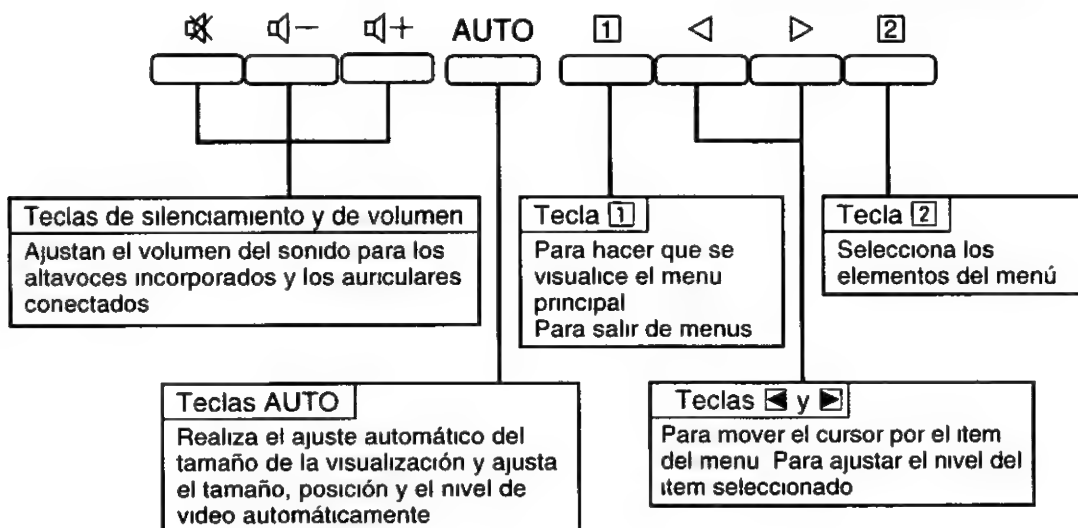 − + AUTO 1 2
Teclas de silenciamiento y de volumen
Ajustan el volumen del sonido para los
altavoces incorporados y los auriculares
conectados
Tecla 1
Para hacer que se
visualice el menu
principal
Para salir de menus
Tecla 2
Selecciona los
elementos del menú
Teclas AUTO
Realiza el ajuste automático del
tamaño de la visualización y ajusta
el tamaño, posición y el nivel de
video automáticamente
Teclas ◀ y ▶
Para mover el cursor por el item
del menu Para ajustar el nivel del
item seleccionado